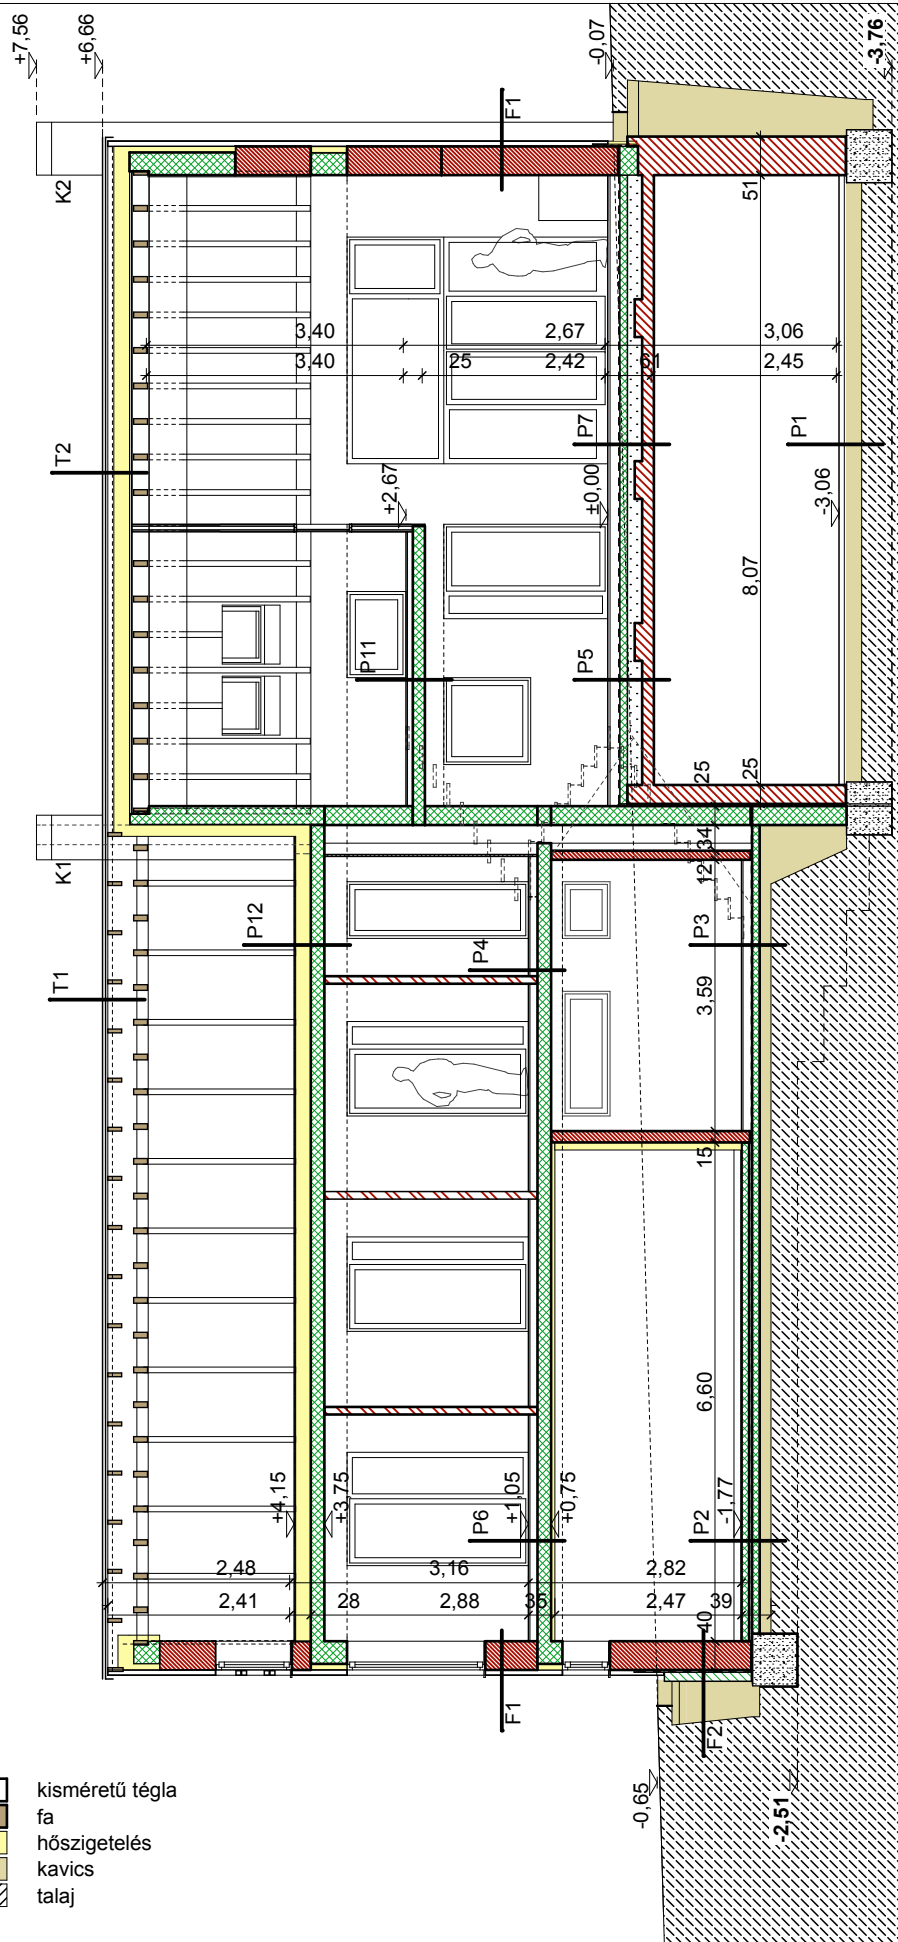 +7,56
+6,66
-0,07
-3,76
K2
F1
51
3,40
2,67
3,06
3,40
25
2,42
61
2,45
T2
P7
P1
+2,67
±0,00
-3,06
8,07
P11
P5
25
25
K1
34
12
P12
P4
P3
T1
3,59
15
6,60
+4,15
+3,75
+1,05
+0,75
-1,77
P6
P2
2,48
3,16
2,82
2,41
28
2,88
35
2,47
39
40
F1
F2
-0,65
-2,51
kisméretű tégla
fa
hőszigetelés
kavics
talaj